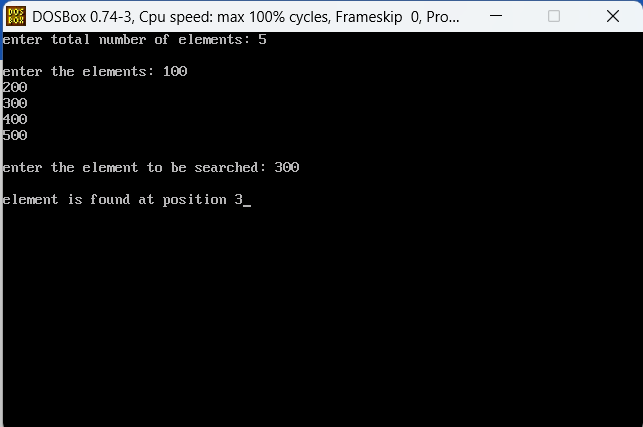 DOS
BOX
DOSBox 0.74-3, Cpu speed: max 100% cycles, Frameskip 0, Pro...
enter total number of elements: 5
enter the elements: 100
200
300
400
500
enter the element to be searched: 300
element is found at position 3_